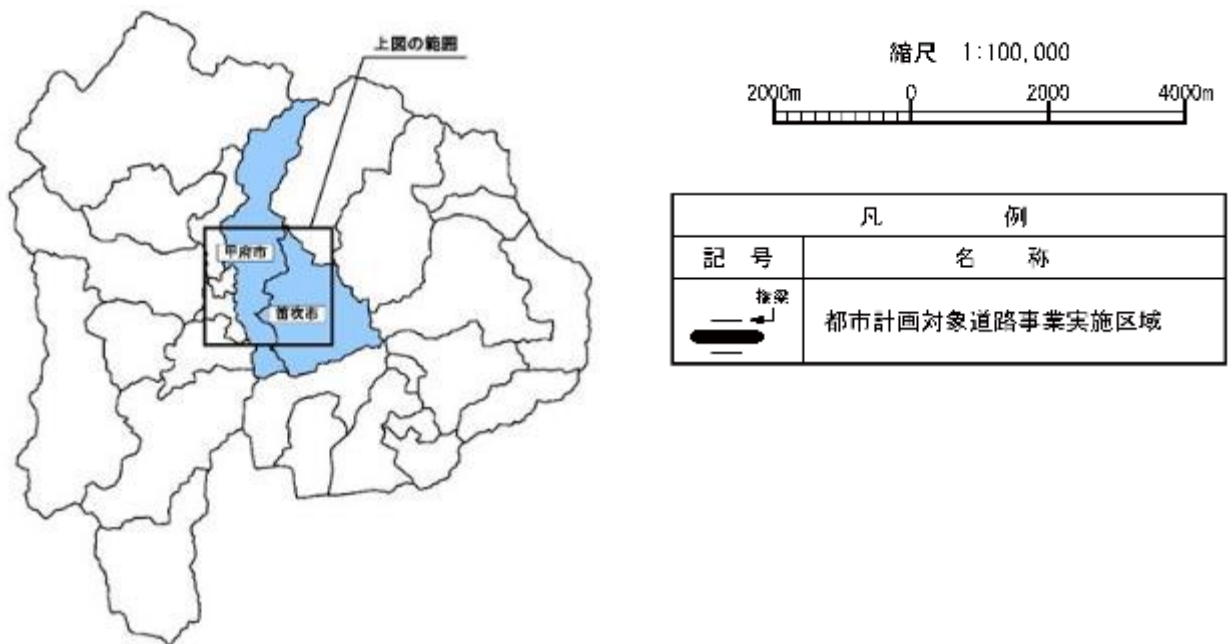 上図の範囲
甲府市
笛吹市
縮尺 1:100,000
2000m 0 2000 4000m
凡 例
記 号 名 称
橋梁
都市計画対象道路事業実施区域